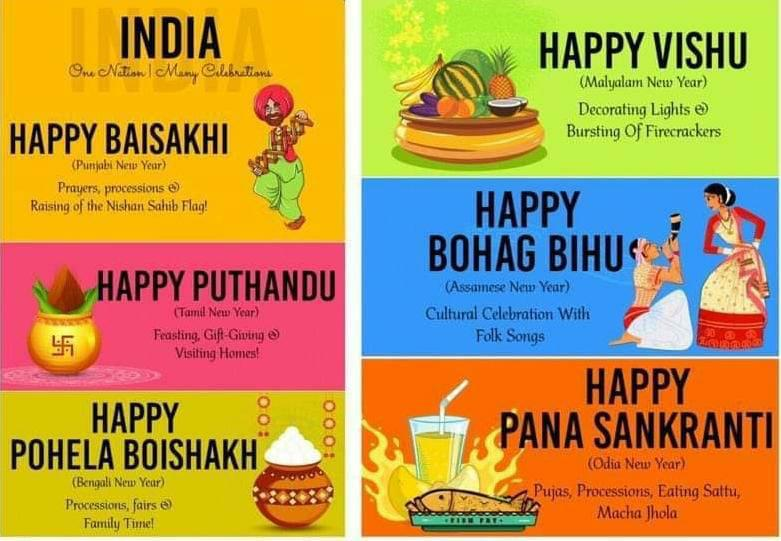 INDIA
One Nation | Many Celebrations
HAPPY BAISAKHI
(Punjabi New Year)
Prayers, processions &
Raising of the Nishan Sahib Flag!
HAPPY PUTHANDU
(Tamil New Year)
Feasting, Gift-Giving &
Visiting Homes!
HAPPY
POHELA BOISHAKH
(Bengali New Year)
Processions, fairs &
Family Time!
HAPPY VISHU
(Malyalam New Year)
Decorating Lights &
Bursting Of Firecrackers
HAPPY
BOHAG BIHU
(Assamese New Year)
Cultural Celebration With
Folk Songs
HAPPY
PANA SANKRANTI
(Odia New Year)
Pujas, Processions, Eating Sattu,
Macha Jhola
FISH FRY